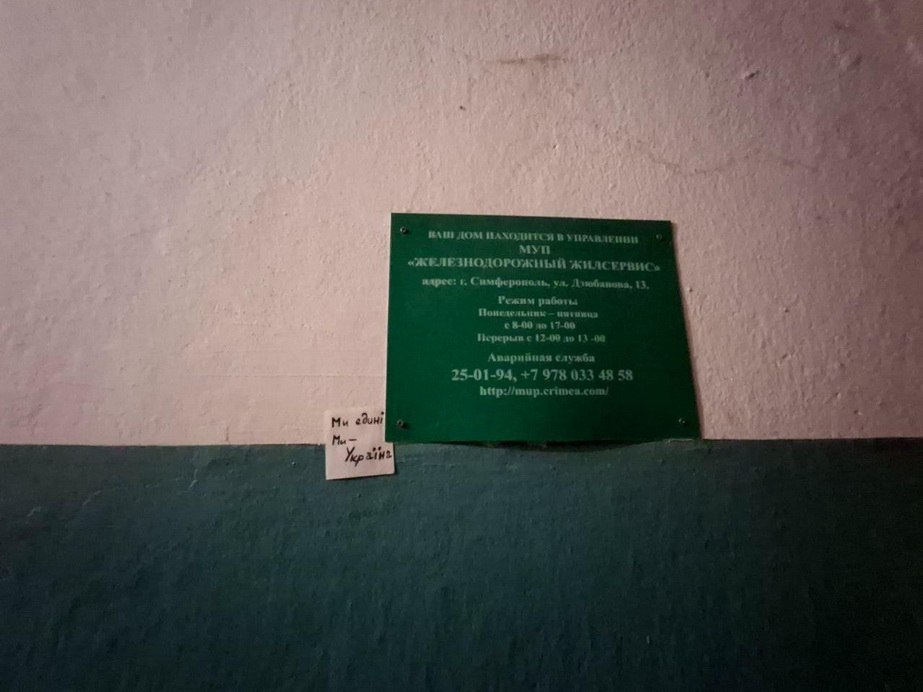 ВАШ ДОМ НАХОДИТСЯ В УПРАВЛЕНИИ
МУП
«ЖЕЛЕЗНОДОРОЖНЫЙ ЖИЛСЕРВИС»
адрес: г. Симферополь, ул. Дзюбанова, 13.
Режим работы
Понедельник – пятница
с 8-00 до 17-00
Перерыв с 12-00 до 13 -00
Аварийная служба
25-01-94, +7 978 033 48 58
http://mup.crimea.com/
Ми єдині
Ми –
Україна